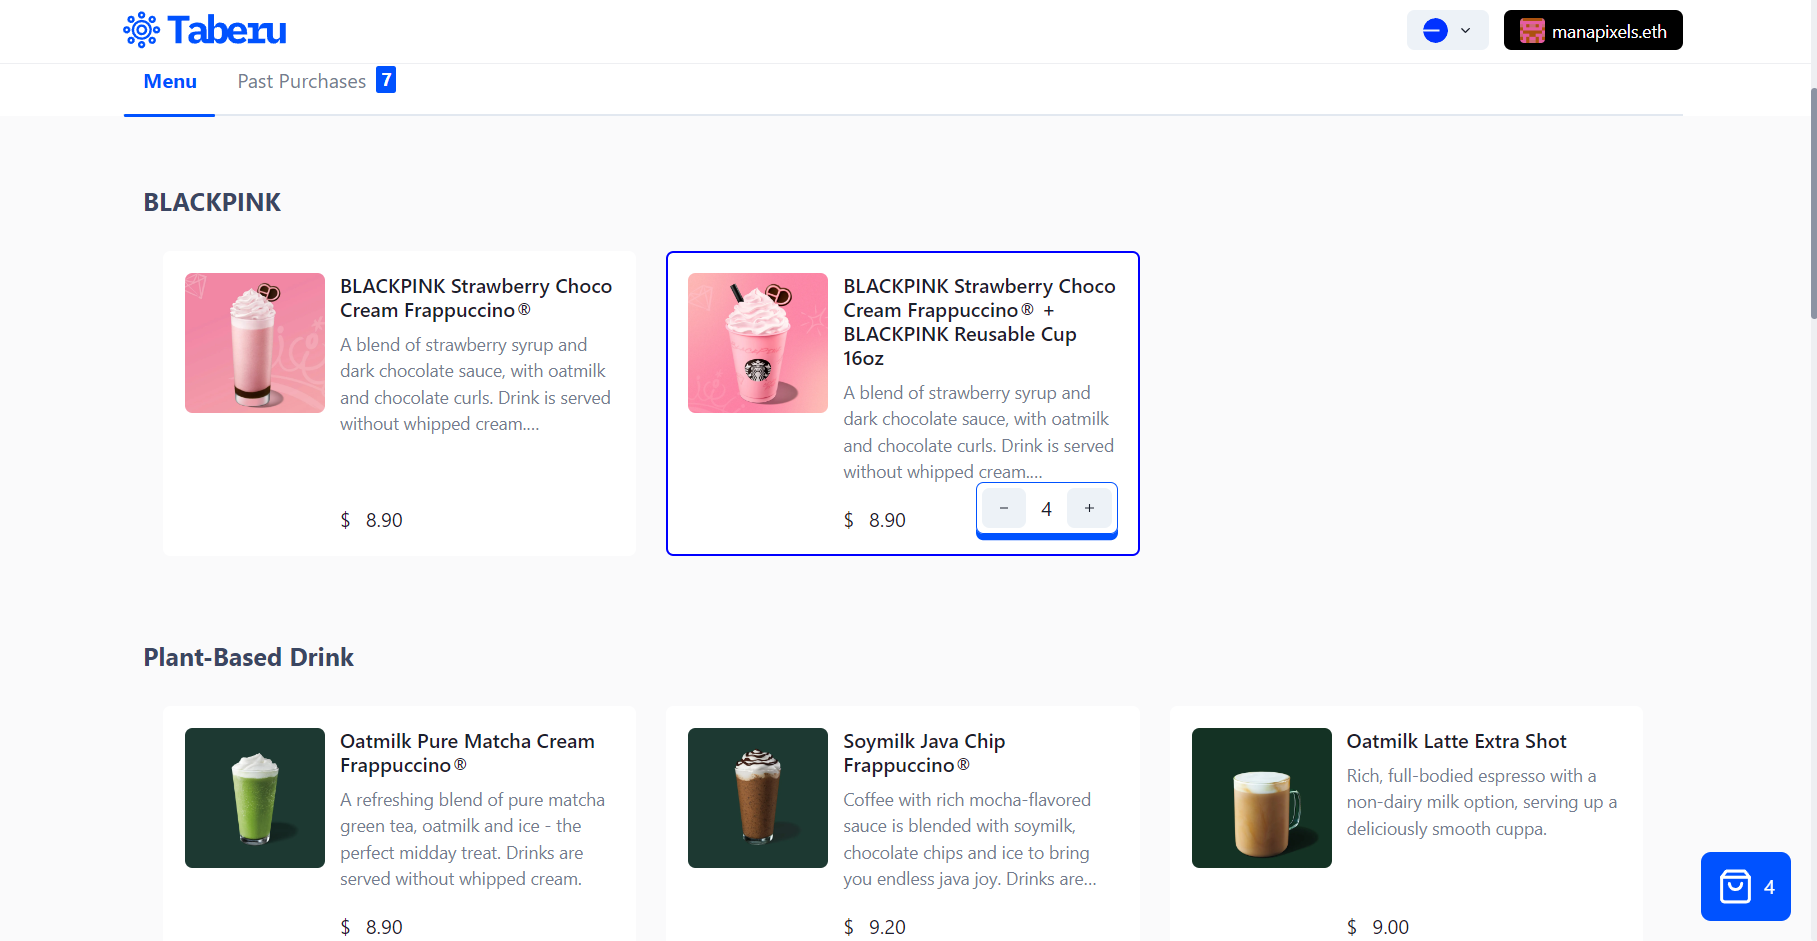 Taberu
manapixels.eth
Menu
Past Purchases 7
BLACKPINK
BLACKPINK Strawberry Choco
Cream Frappuccino®
A blend of strawberry syrup and
dark chocolate sauce, with oatmilk
and chocolate curls. Drink is served
without whipped cream....
$ 8.90
BLACKPINK Strawberry Choco
Cream Frappuccino® +
BLACKPINK Reusable Cup
16oz
A blend of strawberry syrup and
dark chocolate sauce, with oatmilk
and chocolate curls. Drink is served
without whipped cream....
$ 8.90
− 4 +
Plant-Based Drink
Oatmilk Pure Matcha Cream
Frappuccino®
A refreshing blend of pure matcha
green tea, oatmilk and ice - the
perfect midday treat. Drinks are
served without whipped cream.
$ 8.90
Soymilk Java Chip
Frappuccino®
Coffee with rich mocha-flavored
sauce is blended with soymilk,
chocolate chips and ice to bring
you endless java joy. Drinks are...
$ 9.20
Oatmilk Latte Extra Shot
Rich, full-bodied espresso with a
non-dairy milk option, serving up a
deliciously smooth cuppa.
$ 9.00
4